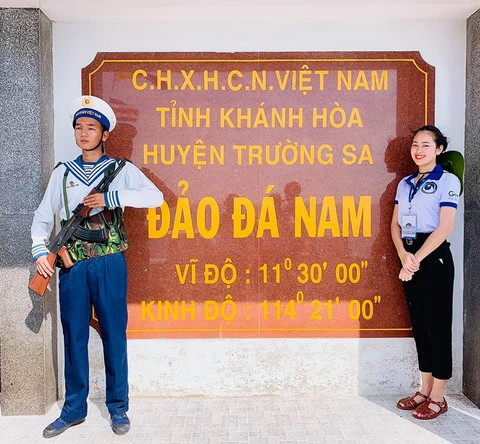 C.H.X.H.C.N.VIỆT NAM
TỈNH KHÁNH HÒA
HUYỆN TRƯỜNG SA
ĐẢO ĐÁ NAM
VĨ ĐỘ : 11⁰ 30' 00"
KINH ĐỘ : 114⁰ 21' 00"